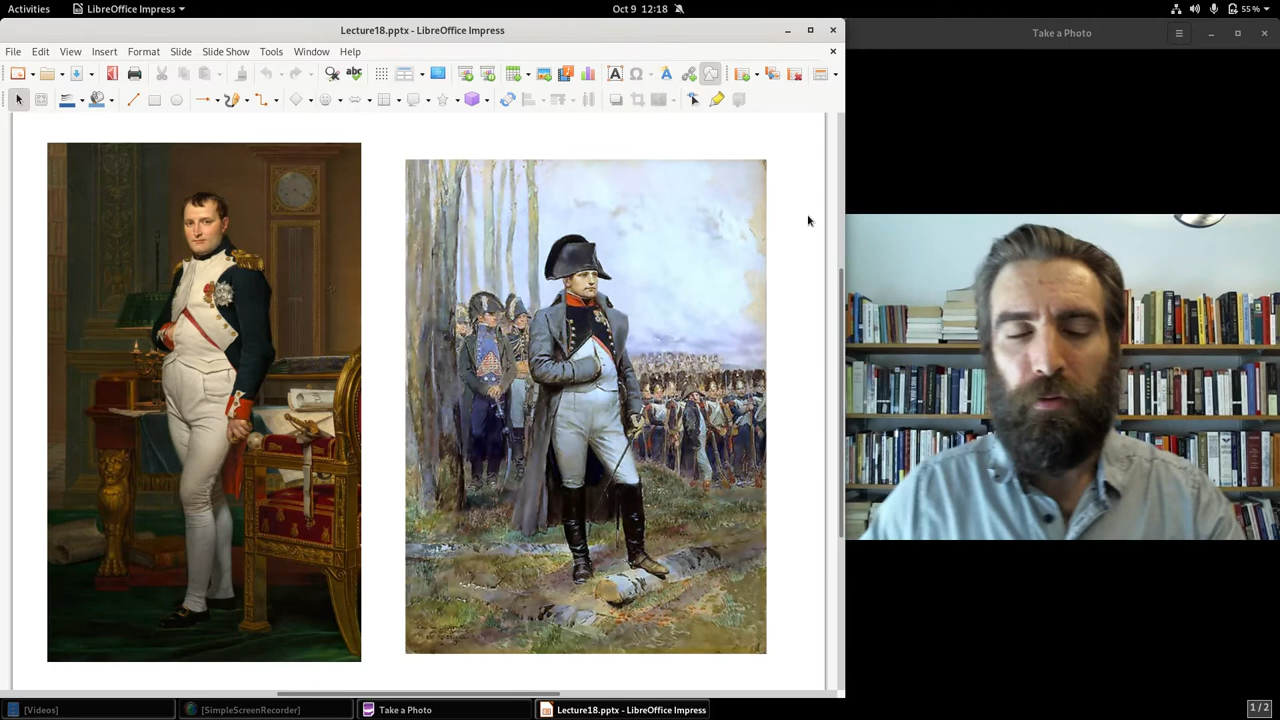 Activities
LibreOffice Impress
Oct 9 12:18
55 %
Lecture18.pptx - LibreOffice Impress
Take a Photo
File Edit View Insert Format Slide Slide Show Tools Window Help
abc
[Videos]
[SimpleScreenRecorder]
Take a Photo
Lecture18.pptx - LibreOffice Impress
1 / 2